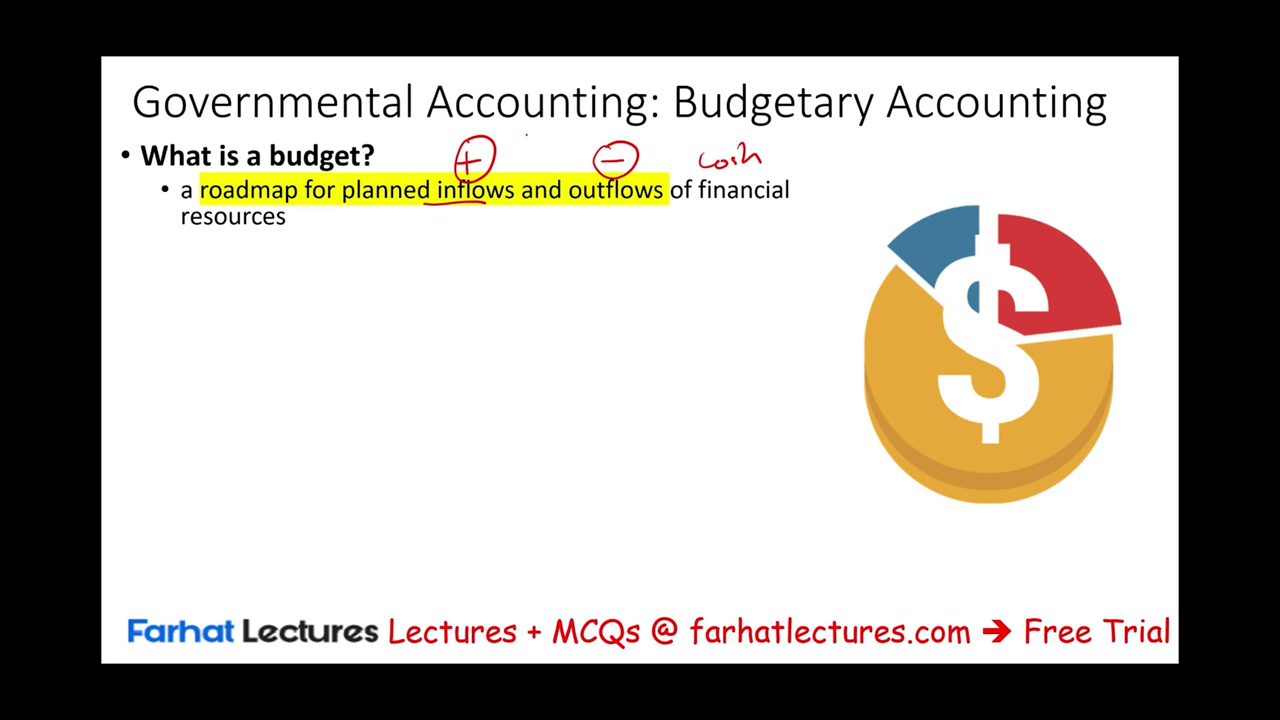 Governmental Accounting: Budgetary Accounting
• What is a budget?
+ − cash
• a roadmap for planned inflows and outflows of financial
resources
$
Farhat Lectures Lectures + MCQs @ farhatlectures.com → Free Trial